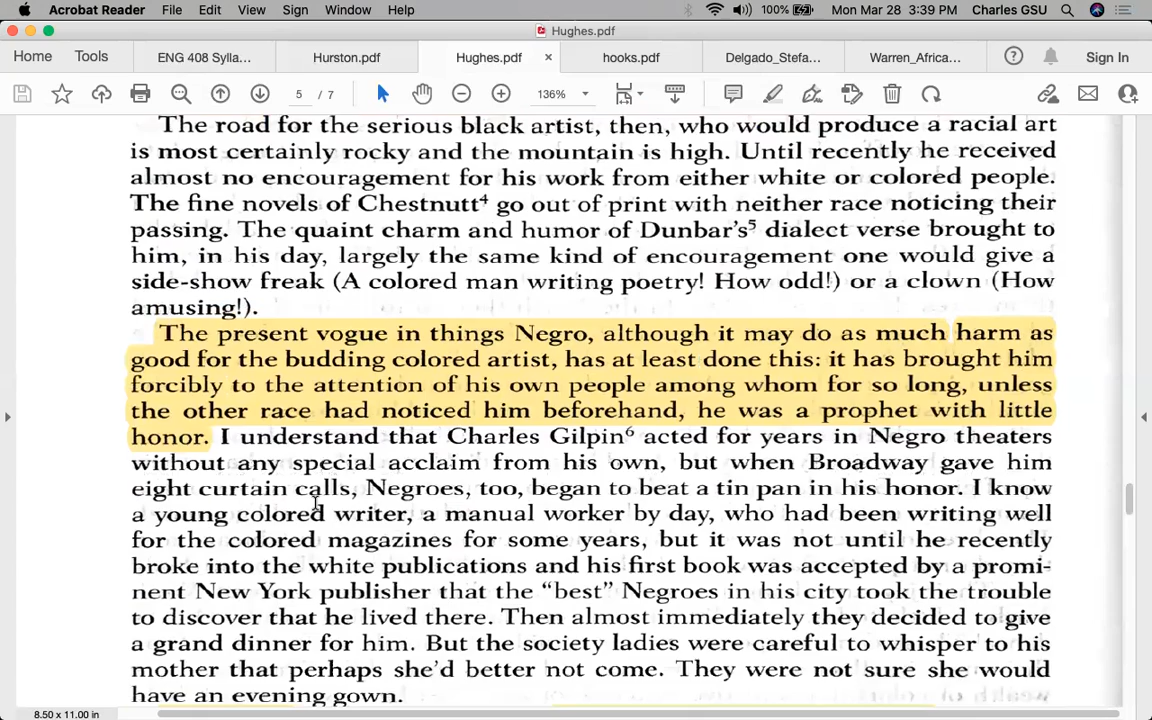 Acrobat Reader File Edit View Sign Window Help 100% Mon Mar 28 3:39 PM Charles GSU
Hughes.pdf
Home Tools ENG 408 Sylla... Hurston.pdf Hughes.pdf × hooks.pdf Delgado_Stefa... Warren_Africa... Sign In
5 / 7 136%
The road for the serious black artist, then, who would produce a racial art
is most certainly rocky and the mountain is high. Until recently he received
almost no encouragement for his work from either white or colored people.
The fine novels of Chestnutt⁴ go out of print with neither race noticing their
passing. The quaint charm and humor of Dunbar's⁵ dialect verse brought to
him, in his day, largely the same kind of encouragement one would give a
side-show freak (A colored man writing poetry! How odd!) or a clown (How
amusing!).
The present vogue in things Negro, although it may do as much harm as
good for the budding colored artist, has at least done this: it has brought him
forcibly to the attention of his own people among whom for so long, unless
the other race had noticed him beforehand, he was a prophet with little
honor. I understand that Charles Gilpin⁶ acted for years in Negro theaters
without any special acclaim from his own, but when Broadway gave him
eight curtain calls, Negroes, too, began to beat a tin pan in his honor. I know
a young colored writer, a manual worker by day, who had been writing well
for the colored magazines for some years, but it was not until he recently
broke into the white publications and his first book was accepted by a promi-
nent New York publisher that the “best” Negroes in his city took the trouble
to discover that he lived there. Then almost immediately they decided to give
a grand dinner for him. But the society ladies were careful to whisper to his
mother that perhaps she'd better not come. They were not sure she would
have an evening gown.
8.50 x 11.00 in